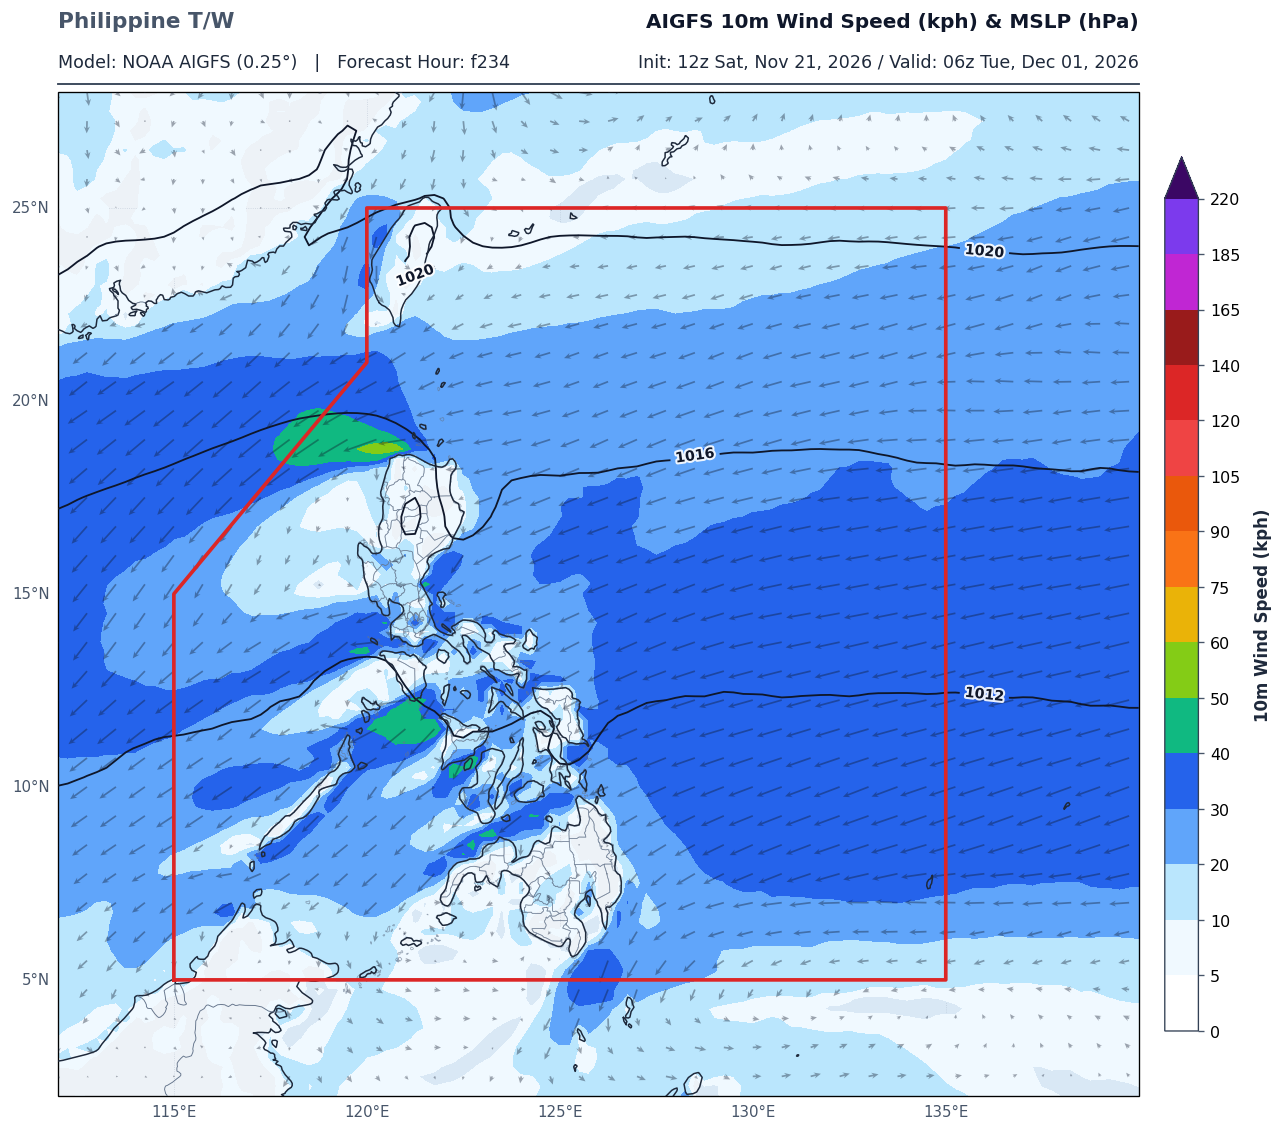 Philippine T/W
AIGFS 10m Wind Speed (kph) & MSLP (hPa)
Model: NOAA AIGFS (0.25°)   |   Forecast Hour: f234
Init: 12z Sat, Nov 21, 2026 / Valid: 06z Tue, Dec 01, 2026
25°N
20°N
15°N
10°N
5°N
115°E
120°E
125°E
130°E
135°E
1020
1020
1016
1012
220
185
165
140
120
105
90
75
60
50
40
30
20
10
5
0
10m Wind Speed (kph)